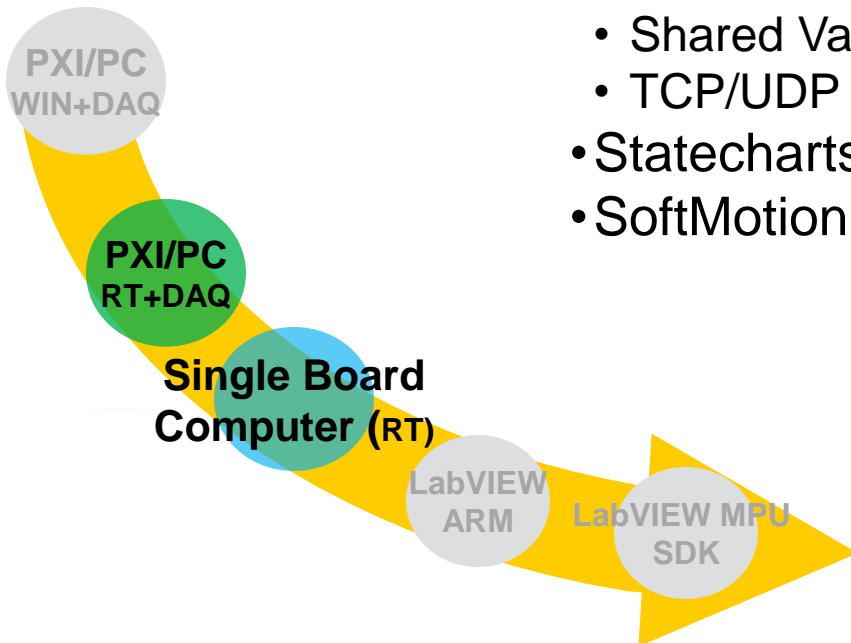 PXI/PC
WIN+DAQ
• Shared Va
• TCP/UDP
•Statecharts
•SoftMotion
PXI/PC
RT+DAQ
Single Board
Computer (RT)
LabVIEW
ARM
LabVIEW MPU
SDK